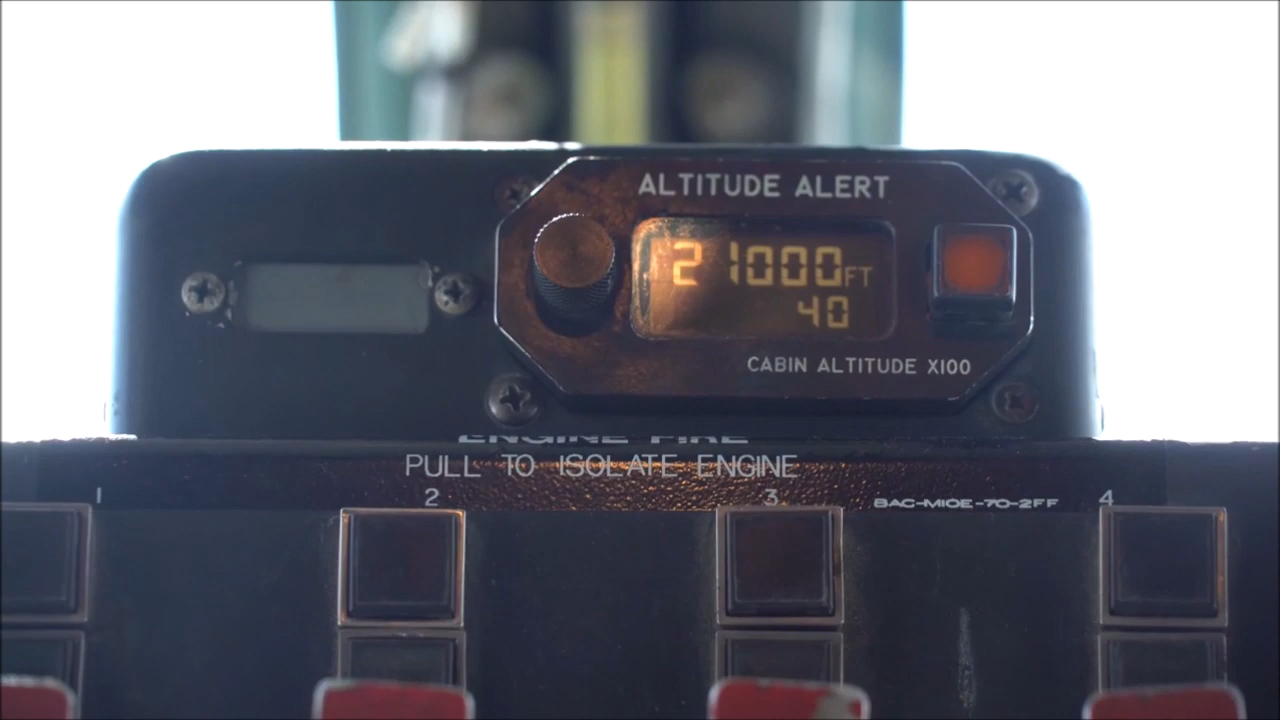 ALTITUDE ALERT
21000FT
40
CABIN ALTITUDE X100
ENGINE FIRE
PULL TO ISOLATE ENGINE
1 2 3 4
BAC-M10E-70-2FF